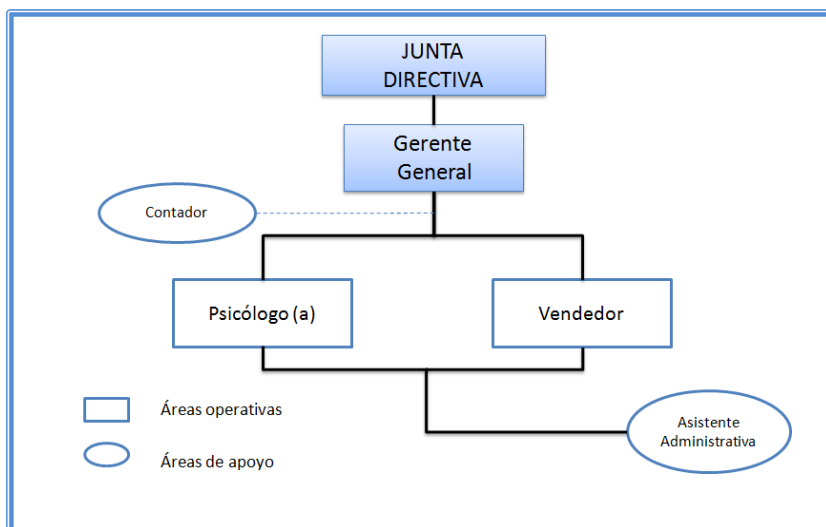 JUNTA
DIRECTIVA
Gerente
General
Contador
Psicólogo (a)
Vendedor
Áreas operativas
Asistente
Administrativa
Áreas de apoyo